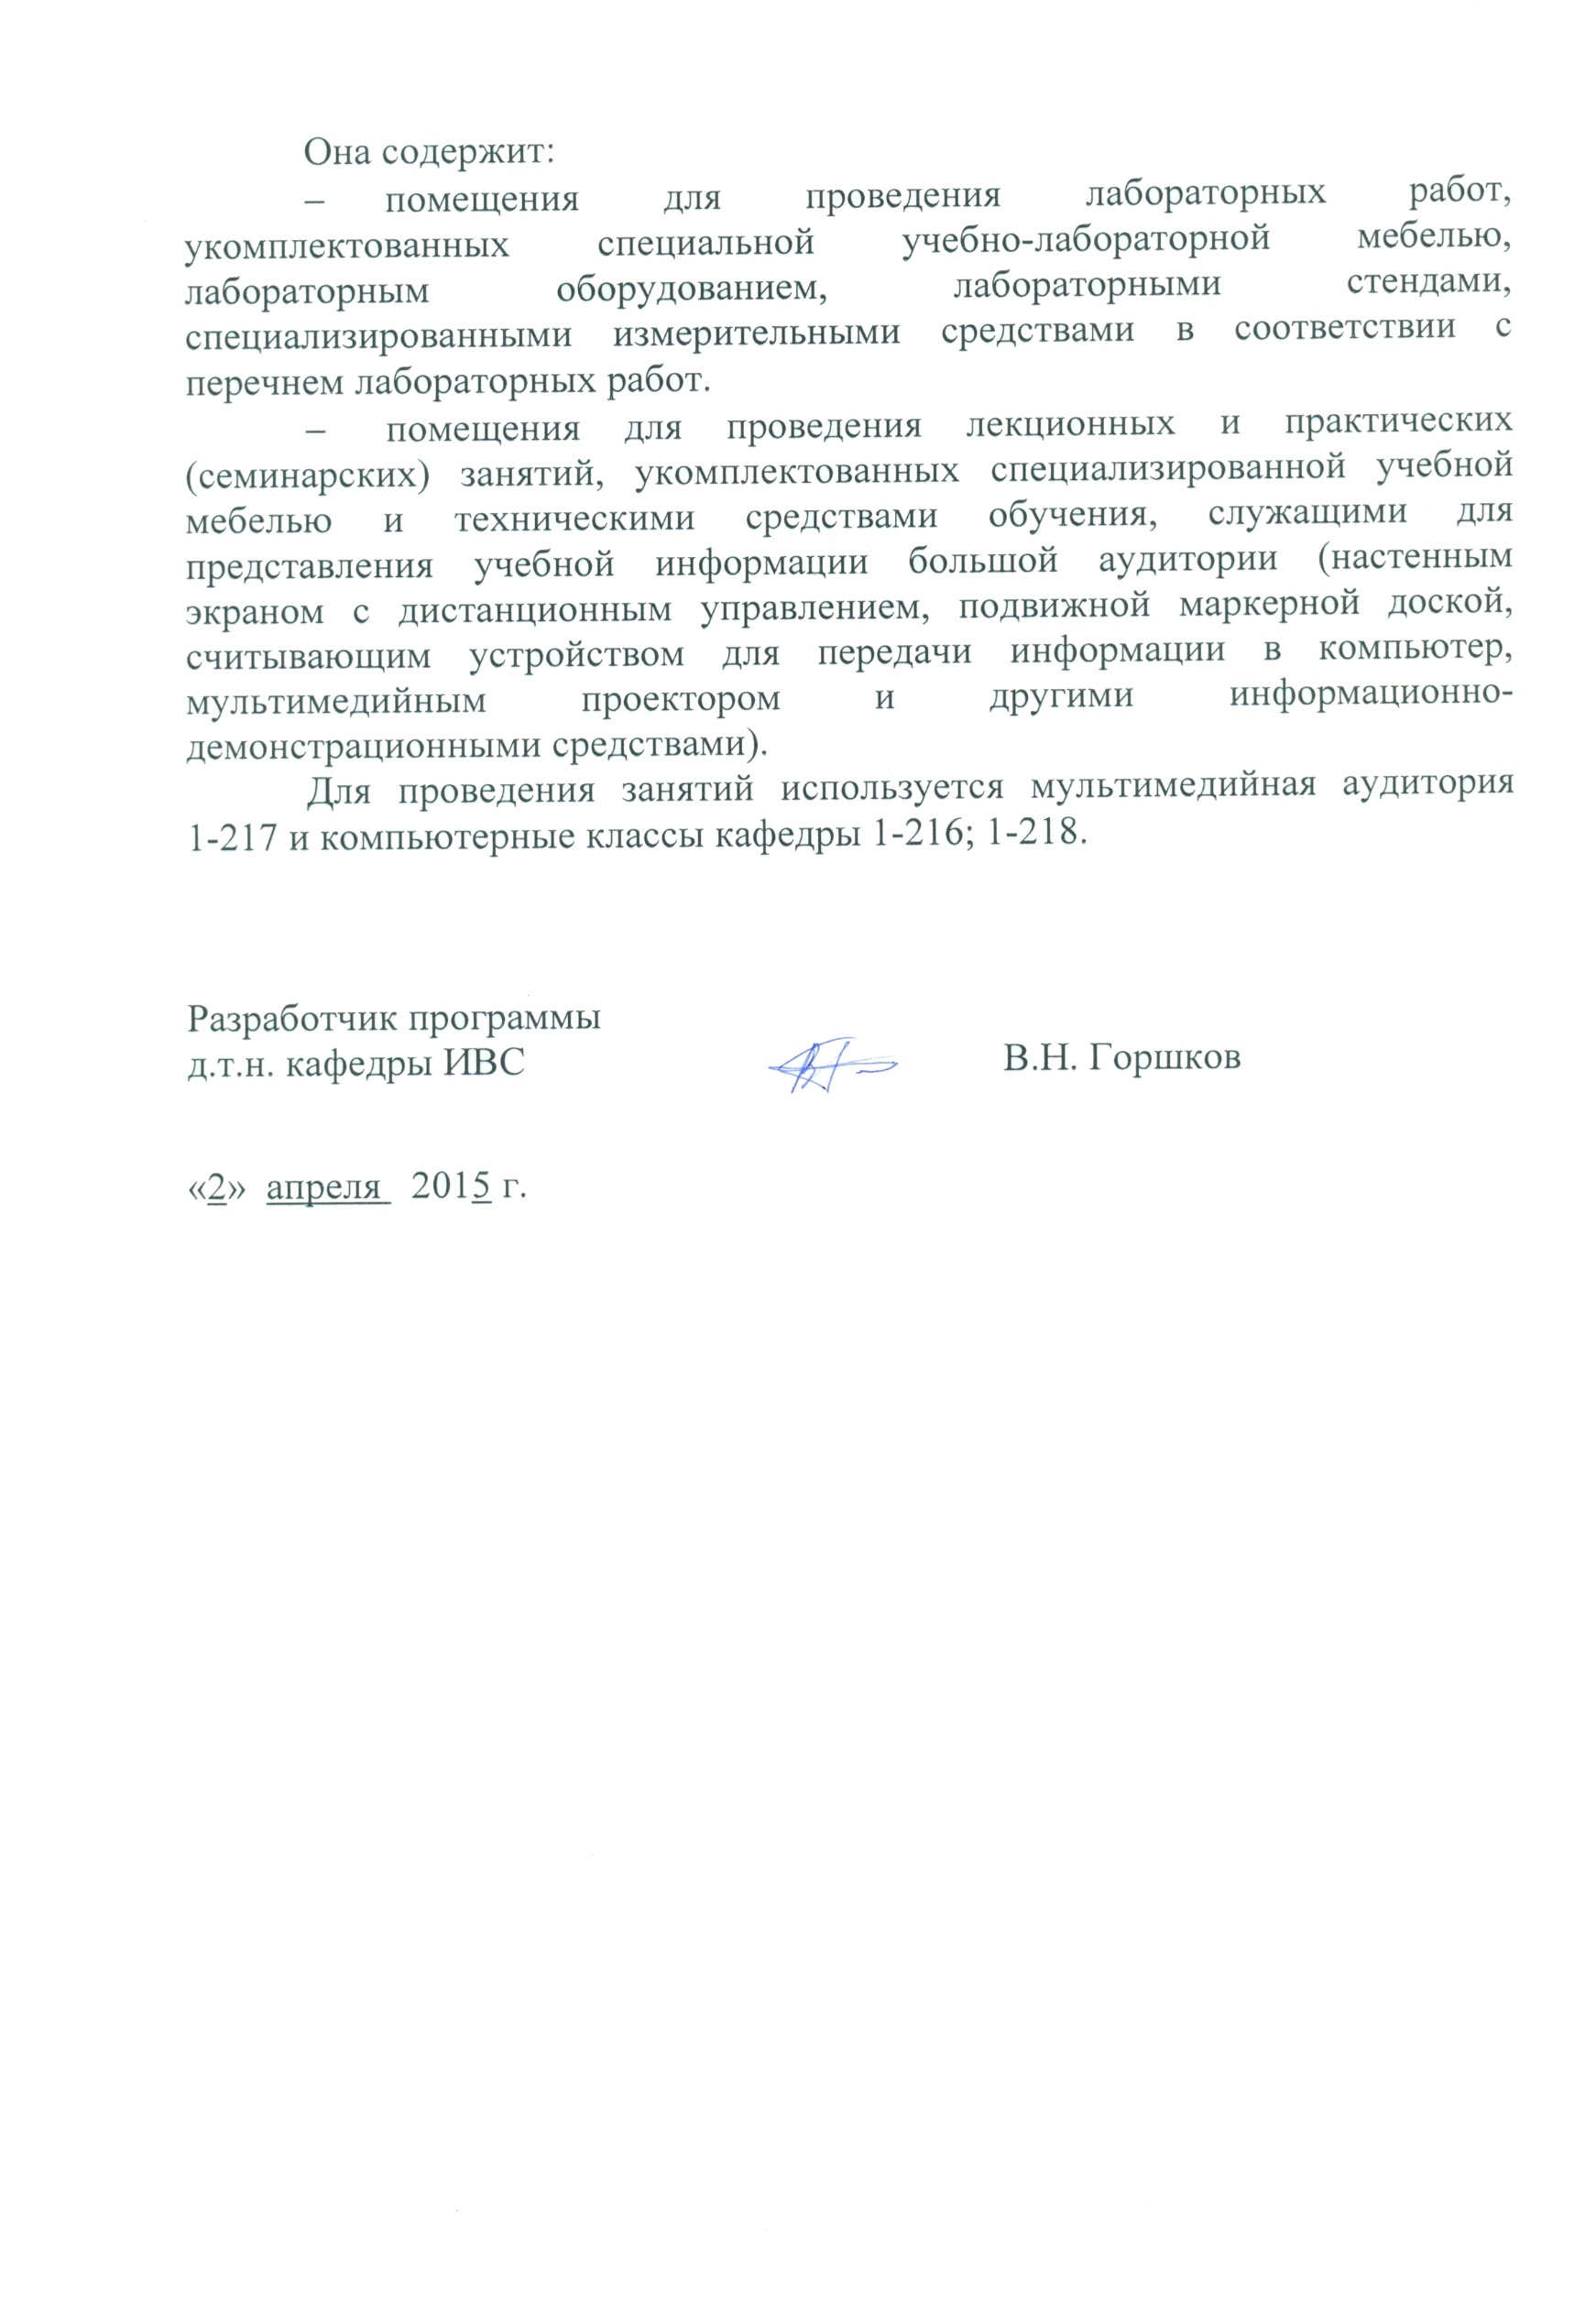 Она содержит:
– помещения для проведения лабораторных работ,
укомплектованных специальной учебно-лабораторной мебелью,
лабораторным оборудованием, лабораторными стендами,
специализированными измерительными средствами в соответствии с
перечнем лабораторных работ.
– помещения для проведения лекционных и практических
(семинарских) занятий, укомплектованных специализированной учебной
мебелью и техническими средствами обучения, служащими для
представления учебной информации большой аудитории (настенным
экраном с дистанционным управлением, подвижной маркерной доской,
считывающим устройством для передачи информации в компьютер,
мультимедийным проектором и другими информационно-
демонстрационными средствами).
Для проведения занятий используется мультимедийная аудитория
1-217 и компьютерные классы кафедры 1-216; 1-218.
Разработчик программы
д.т.н. кафедры ИВС В.Н. Горшков
«2» апреля 2015 г.